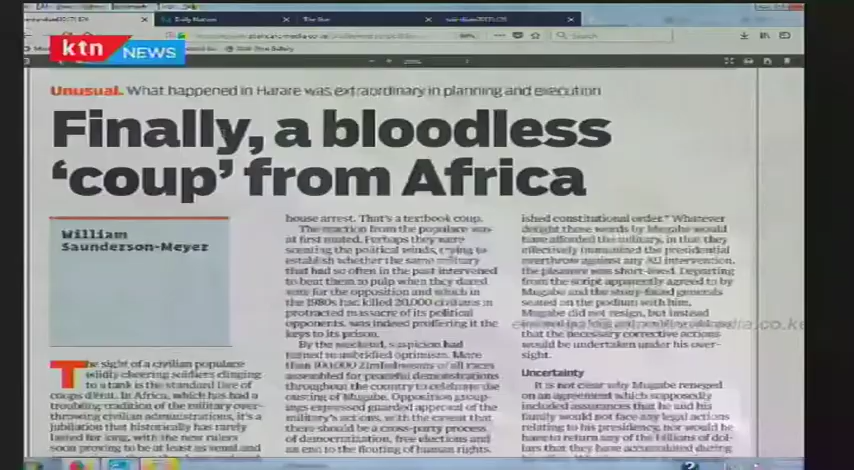 Daily Nation
The Star
ktn NEWS
Search
Unusual. What happened in Harare was extraordinary in planning and execution
Finally, a bloodless
‘coup’ from Africa
William
Saunderson-Meyer
The sight of a civilian populace
wildly cheering soldiers clinging
to a tank is the standard fare of
coups d'etat. In Africa, which has had a
troubling tradition of the military over-
throwing civilian administrations, it's a
jubilation that historically has rarely
lasted for long, with the new rulers
soon proving to be at least as venal and
house arrest. That's a textbook coup.
The reaction from the populace was
at first muted. Perhaps they were
scenting the political winds, trying to
establish whether the same military
that had so often in the past intervened
to beat them to pulp when they dared
vote for the opposition and which in
the 1980s had killed 20,000 civilians in
protracted massacre of its political
opponents, was indeed proffering it the
keys to its prison.
By the weekend, suspicion had
turned to unbridled optimism. More
than 100,000 Zimbabweans of all races
assembled for peaceful demonstrations
throughout the country to celebrate the
ousting of Mugabe. Opposition group-
ings expressed guarded approval of the
military's actions, with the caveat that
there should be a cross-party process
of democratization, free elections and
an end to the flouting of human rights.
ished constitutional order." Whatever
delight those words by Mugabe would
have afforded the military, in that they
effectively immunised the presidential
overthrow against any AU intervention,
the pleasure was short-lived. Departing
from the script apparently agreed to by
Mugabe and the stony-faced generals
seated on the podium with him,
Mugabe did not resign, but instead
that the necessary corrective actions
would be undertaken under his over-
sight.
Uncertainty
It is not clear why Mugabe reneged
on an agreement which supposedly
included assurances that he and his
family would not face any legal actions
relating to his presidency, nor would be
have to return any of the billions of dol-
lars that they have accumulated during